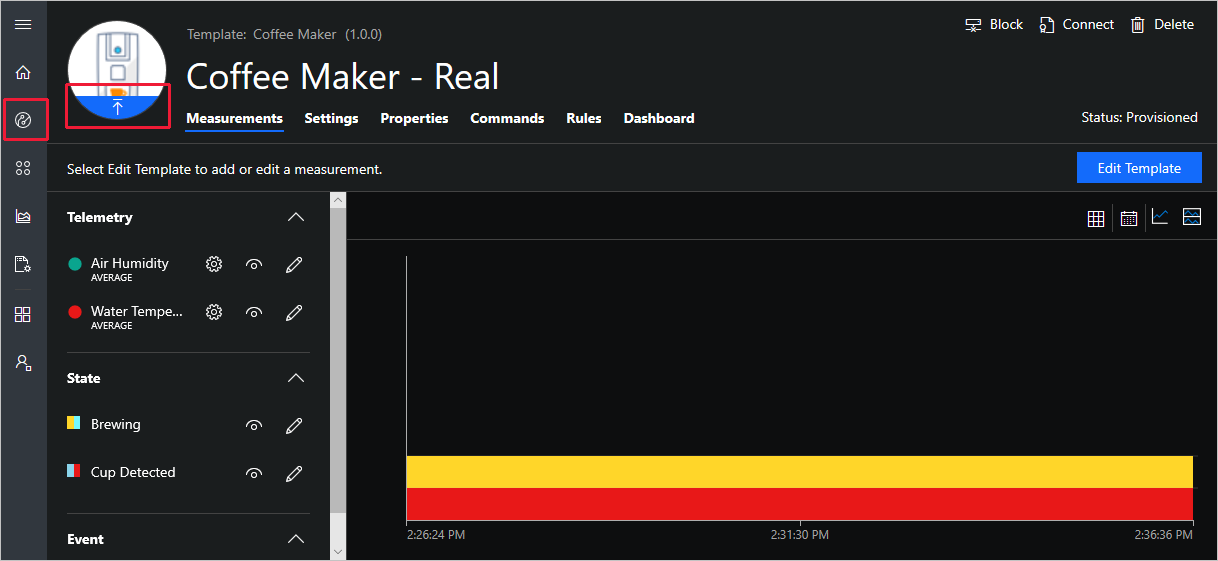 Template: Coffee Maker (1.0.0)
Block
Connect
Delete
Coffee Maker - Real
Measurements
Settings
Properties
Commands
Rules
Dashboard
Status: Provisioned
Select Edit Template to add or edit a measurement.
Edit Template
Telemetry
Air Humidity
AVERAGE
Water Tempe...
AVERAGE
State
Brewing
Cup Detected
Event
2:26:24 PM
2:31:30 PM
2:36:36 PM